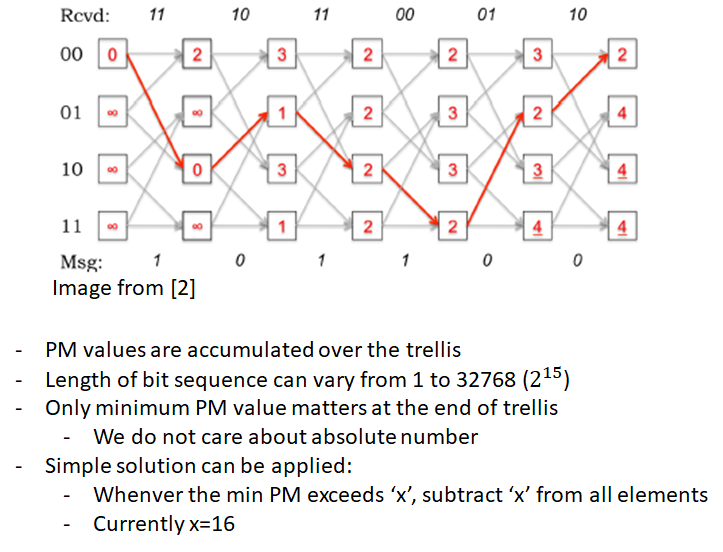 Rcvd: 11 10 11 00 01 10
00 0 2 3 2 2 3 2
01 ∞ ∞ 1 2 3 2 4
10 ∞ 0 3 2 3 3 4
11 ∞ ∞ 1 2 2 4 4
Msg: 1 0 1 1 0 0
Image from [2]
- PM values are accumulated over the trellis
- Length of bit sequence can vary from 1 to 32768 (2¹⁵)
- Only minimum PM value matters at the end of trellis
- We do not care about absolute number
- Simple solution can be applied:
- Whenver the min PM exceeds ‘x’, subtract ‘x’ from all elements
- Currently x=16